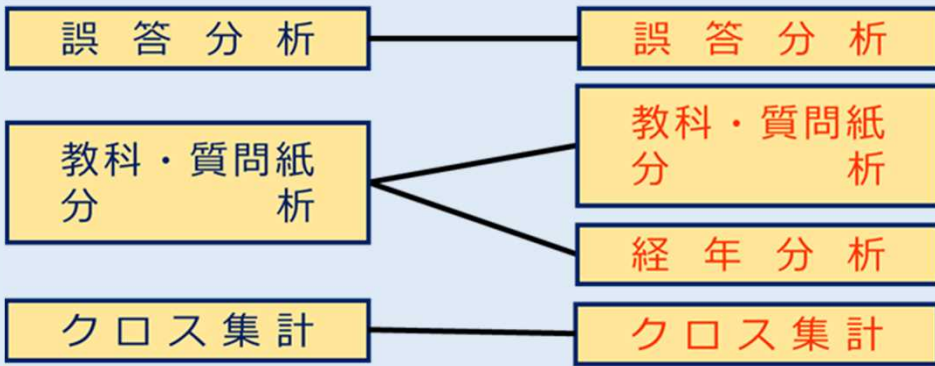 誤答分析
教科・質問紙
分析
クロス集計
誤答分析
教科・質問紙
分析
経年分析
クロス集計